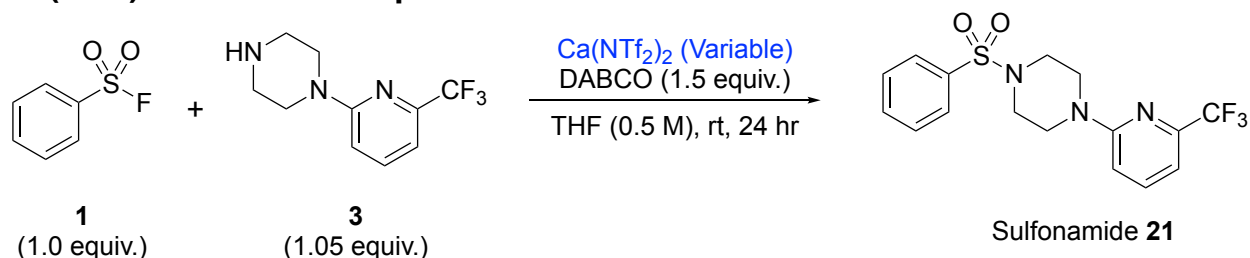 O O
S
F
1
(1.0 equiv.)
+
HN
N
N
CF3
3
(1.05 equiv.)
Ca(NTf2)2 (Variable)
DABCO (1.5 equiv.)
THF (0.5 M), rt, 24 hr
O O
S
N
N
N
CF3
Sulfonamide 21